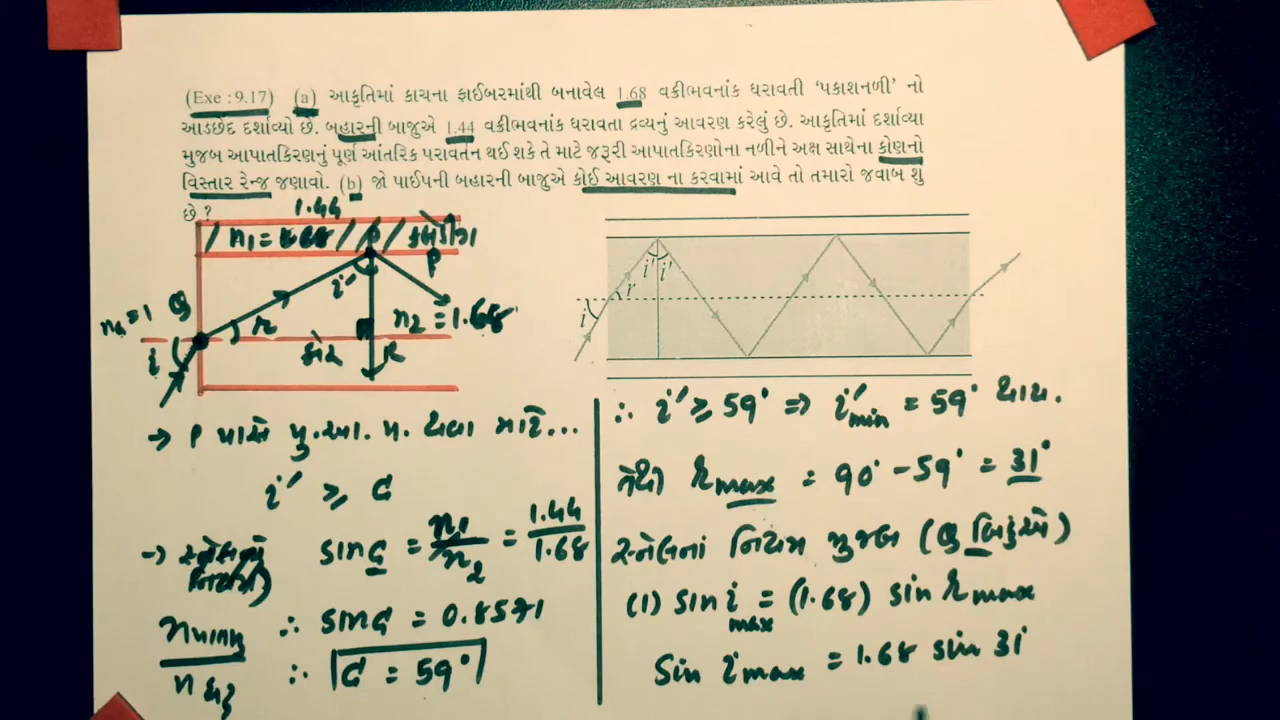 (Exe : 9.17) (a) આકૃતિમાં કાચના ફાઈબરમાંથી બનાવેલ 1.68 વક્રીભવનાંક ધરાવતી ‘પકાશનળી’ નો
આડછેદ દર્શાવ્યો છે. બહારની બાજુએ 1.44 વક્રીભવનાંક ધરાવતા દ્રવ્યનું આવરણ કરેલું છે. આકૃતિમાં દર્શાવ્યા
મુજબ આપાતકિરણનું પૂર્ણ આંતરિક પરાવર્તન થઈ શકે તે માટે જરૂરી આપાતકિરણોના નળીને અક્ષ સાથેના કોણનો
વિસ્તાર રેન્જ જણાવો. (b) જો પાઈપની બહારની બાજુએ કોઈ આવરણ ના કરવામાં આવે તો તમારો જવાબ શુ
છે ?
1.44
n₁ =
P
i'
n₂ = 1.68
nₐ = 1
Q
r
i
કોર
i' i'
r
i
→ P પાસે પૂ.આ.પ. થવા માટે...
i' ≥ C
→ સ્નેલનો નિયમ
sin C = n₁/n₂ = 1.44/1.68
∴ sin C = 0.8571
∴ C = 59°
∴ i' ≥ 59° ⇒ i'min = 59° થાય.
તેથી rmax = 90° - 59° = 31°
સ્નેલનાં નિયમ મુજબ (Q બિંદુએ)
(1) sin imax = (1.68) sin rmax
Sin imax = 1.68 sin 31°